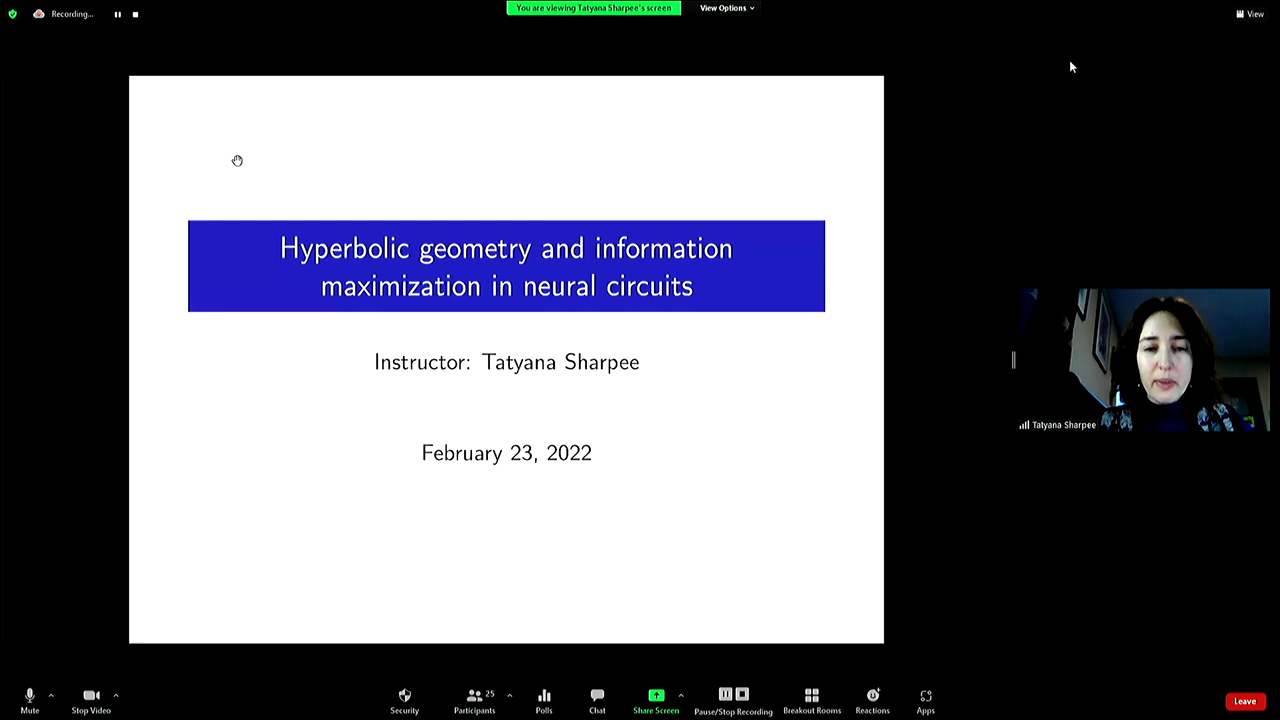 Recording...
You are viewing Tatyana Sharpee's screen
View Options
View
Hyperbolic geometry and information
maximization in neural circuits
Instructor: Tatyana Sharpee
February 23, 2022
Tatyana Sharpee
Mute
Stop Video
Security
Participants
25
Polls
Chat
Share Screen
Pause/Stop Recording
Breakout Rooms
Reactions
Apps
Leave